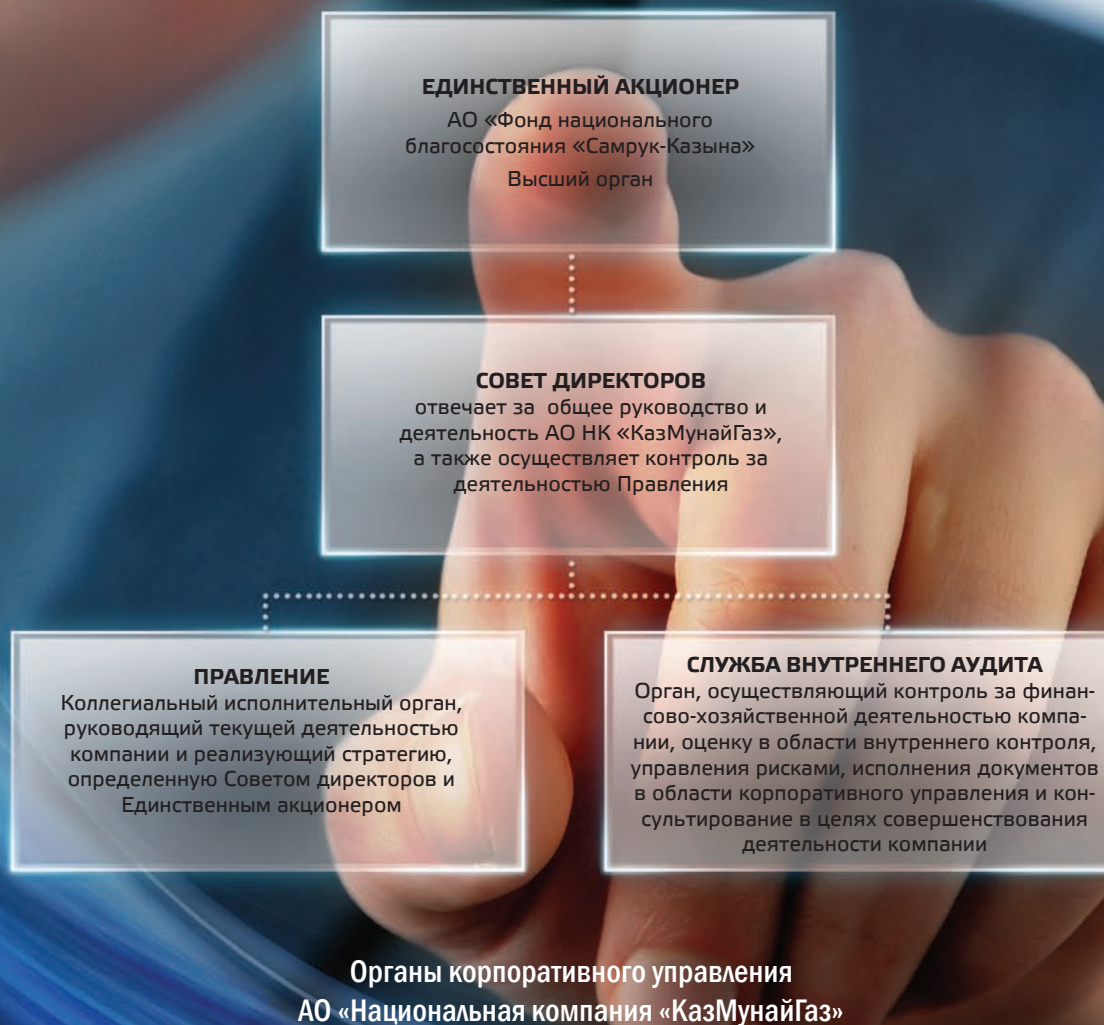 ЕДИНСТВЕННЫЙ АКЦИОНЕР
АО «Фонд национального
благосостояния «Самрук-Казына»
Высший орган
СОВЕТ ДИРЕКТОРОВ
отвечает за общее руководство и
деятельность АО НК «КазМунайГаз»,
а также осуществляет контроль за
деятельностью Правления
ПРАВЛЕНИЕ
Коллегиальный исполнительный орган,
руководящий текущей деятельностью
компании и реализующий стратегию,
определенную Советом директоров и
Единственным акционером
СЛУЖБА ВНУТРЕННЕГО АУДИТА
Орган, осуществляющий контроль за финан-
сово-хозяйственной деятельностью компа-
нии, оценку в области внутреннего контроля,
управления рисками, исполнения документов
в области корпоративного управления и кон-
сультирование в целях совершенствования
деятельности компании
Органы корпоративного управления
АО «Национальная компания «КазМунайГаз»